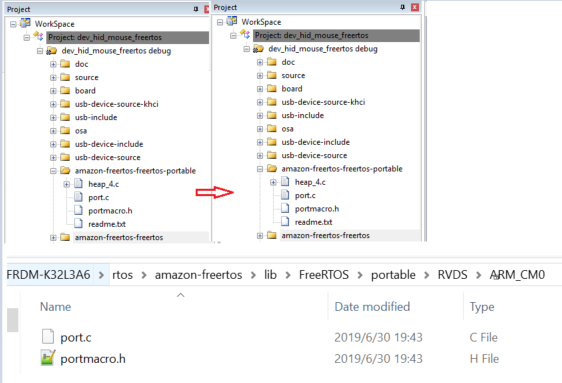 Project
WorkSpace
Project: dev_hid_mouse_freertos
dev_hid_mouse_freertos debug
doc
source
board
usb-device-source-khci
usb-include
osa
usb-device-include
usb-device-source
amazon-freertos-freertos-portable
heap_4.c
port.c
portmacro.h
readme.txt
amazon-freertos-freertos
Project
WorkSpace
Project: dev_hid_mouse_freertos
dev_hid_mouse_freertos debug
doc
source
board
usb-device-source-khci
usb-include
osa
usb-device-include
usb-device-source
amazon-freertos-freertos-portable
heap_4.c
port.c
portmacro.h
readme.txt
amazon-freertos-freertos
FRDM-K32L3A6 > rtos > amazon-freertos > lib > FreeRTOS > portable > RVDS > ARM_CM0
Name Date modified Type
port.c 2019/6/30 19:43 C File
portmacro.h 2019/6/30 19:43 H File